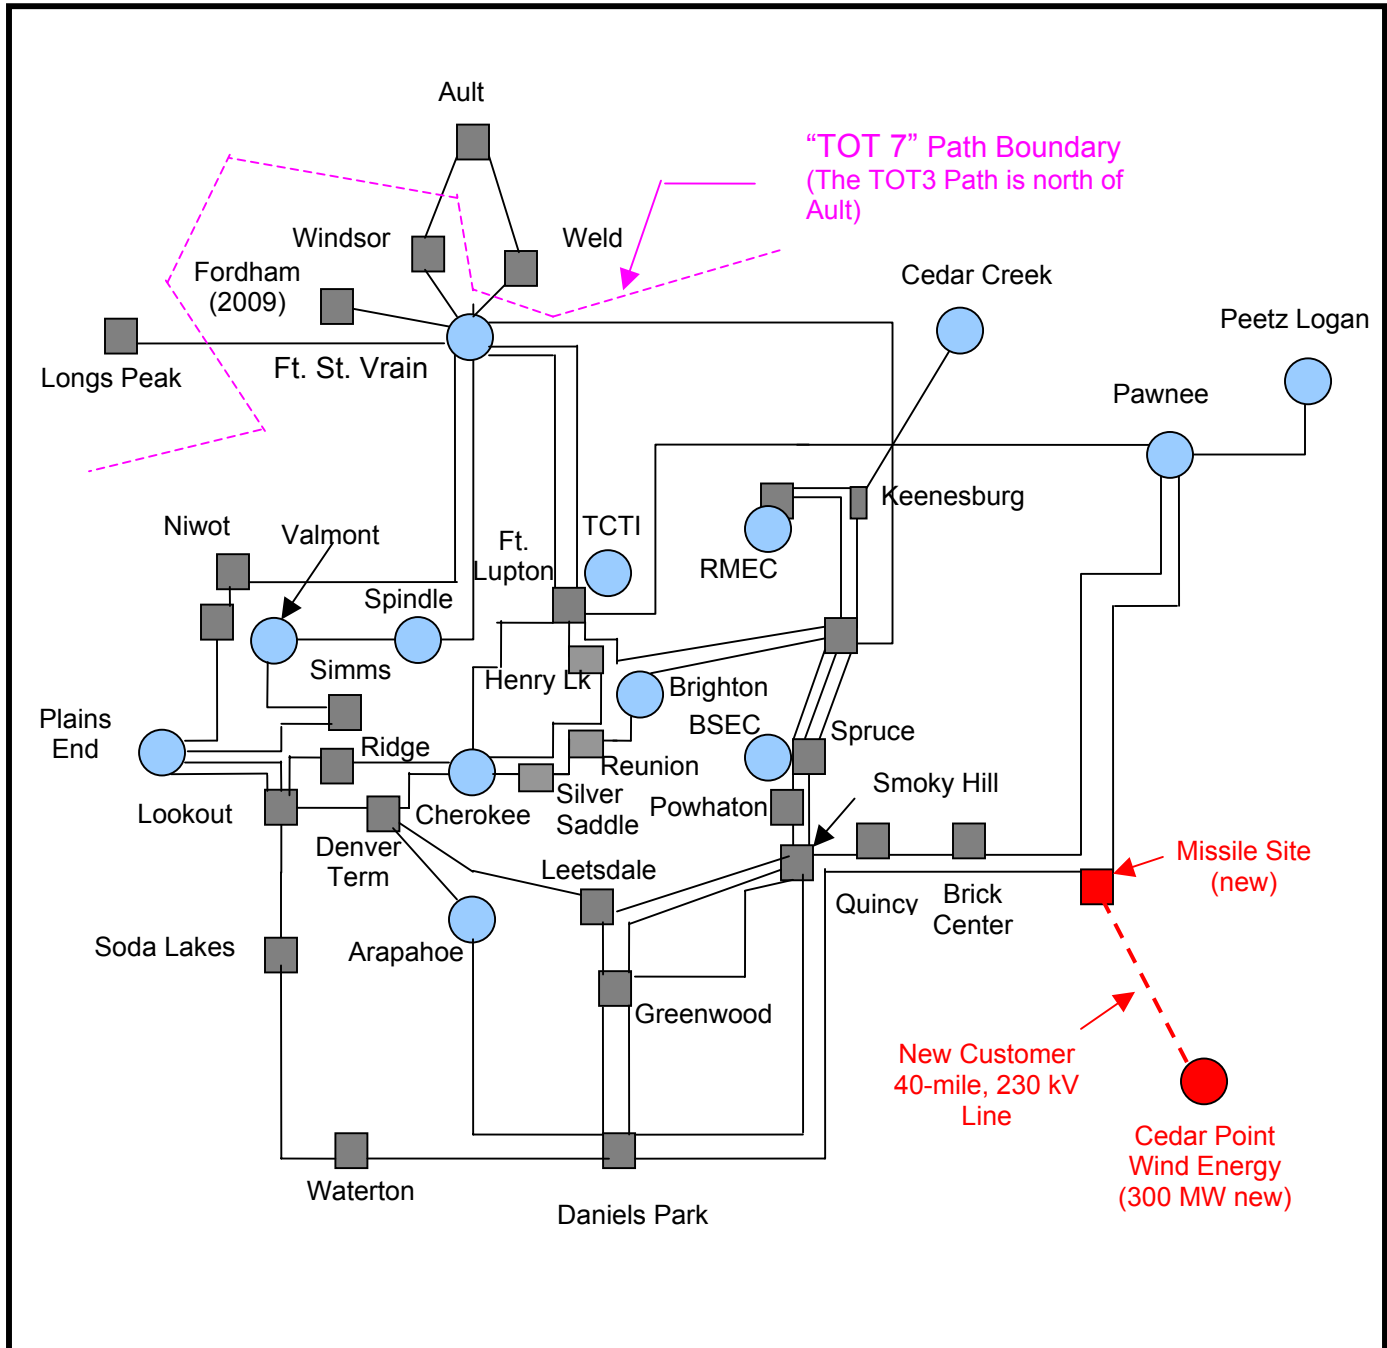 Ault
“TOT 7” Path Boundary
(The TOT3 Path is north of
Ault)
Windsor
Weld
Fordham
(2009)
Cedar Creek
Peetz Logan
Longs Peak
Ft. St. Vrain
Pawnee
Keenesburg
Niwot
Valmont
Ft.
Lupton
TCTI
RMEC
Spindle
Simms
Henry Lk
Brighton
Plains
End
BSEC
Spruce
Ridge
Reunion
Smoky Hill
Lookout
Cherokee
Silver
Saddle
Powhaton
Denver
Term
Leetsdale
Missile Site
(new)
Quincy
Brick
Center
Soda Lakes
Arapahoe
Greenwood
New Customer
40-mile, 230 kV
Line
Cedar Point
Wind Energy
(300 MW new)
Waterton
Daniels Park